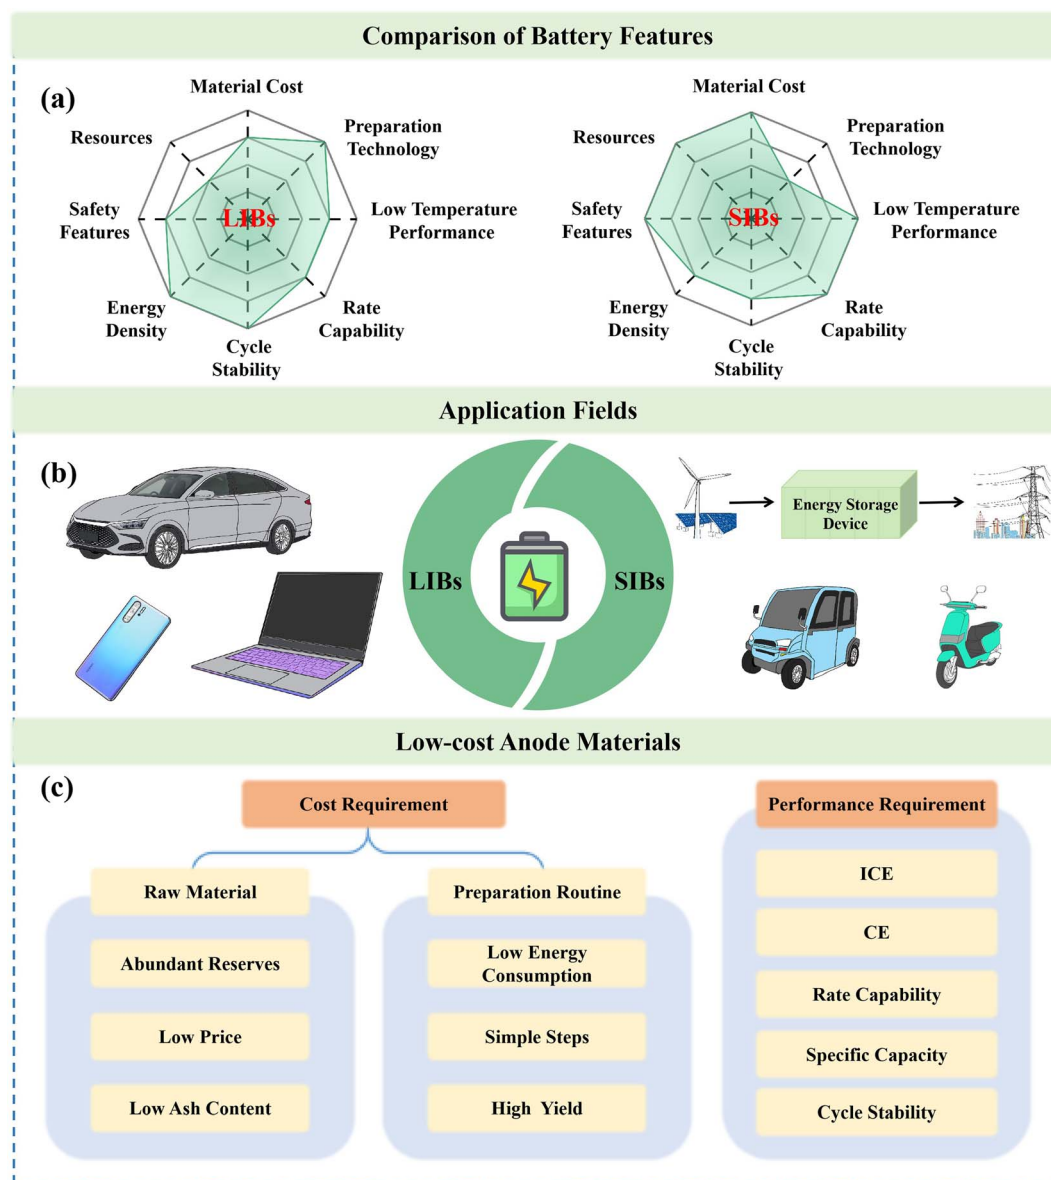 Comparison of Battery Features
(a)
Material Cost
Preparation
Technology
Low Temperature
Performance
Rate
Capability
Cycle
Stability
Energy
Density
Safety
Features
Resources
LIBs
Material Cost
Preparation
Technology
Low Temperature
Performance
Rate
Capability
Cycle
Stability
Energy
Density
Safety
Features
Resources
SIBs
Application Fields
(b)
LIBs
SIBs
Energy Storage
Device
Low-cost Anode Materials
(c)
Cost Requirement
Raw Material
Abundant Reserves
Low Price
Low Ash Content
Preparation Routine
Low Energy
Consumption
Simple Steps
High Yield
Performance Requirement
ICE
CE
Rate Capability
Specific Capacity
Cycle Stability